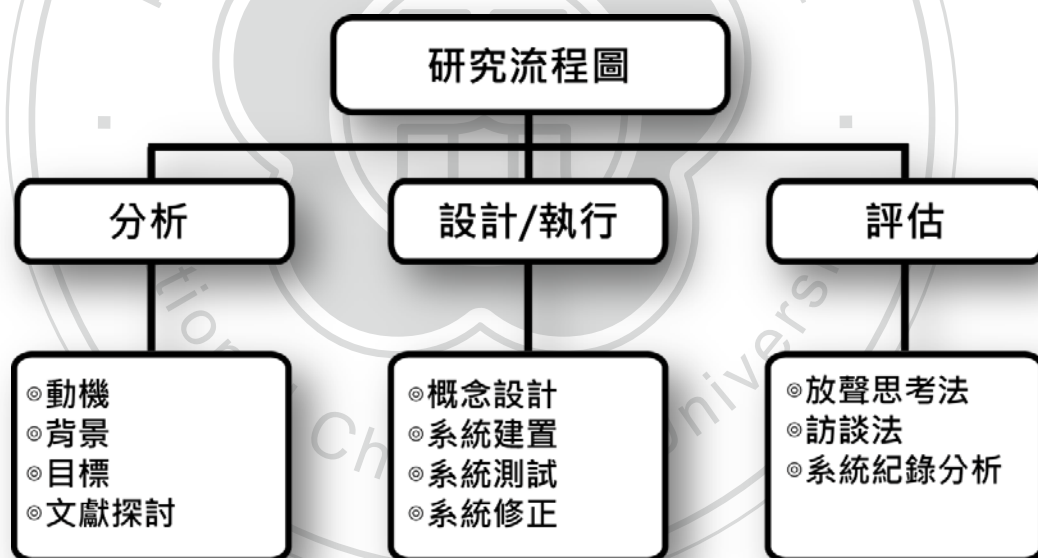 研究流程圖
分析
設計/執行
評估
◎動機
◎背景
◎目標
◎文獻探討
◎概念設計
◎系統建置
◎系統測試
◎系統修正
◎放聲思考法
◎訪談法
◎系統紀錄分析